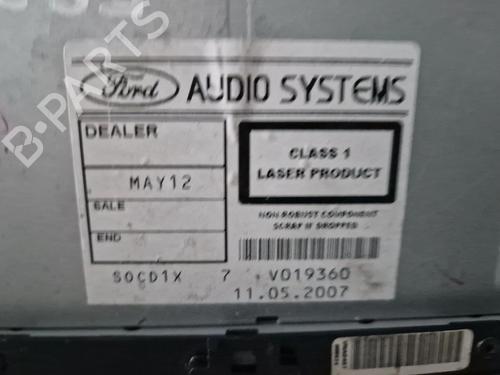 B-PARTS
Ford AUDIO SYSTEMS
DEALER
MAY12
SALE
END
CLASS 1
LASER PRODUCT
NON ROBUST COMPONENT
SCRAP IF DROPPED
SOCD1X 7 V019360
11.05.2007